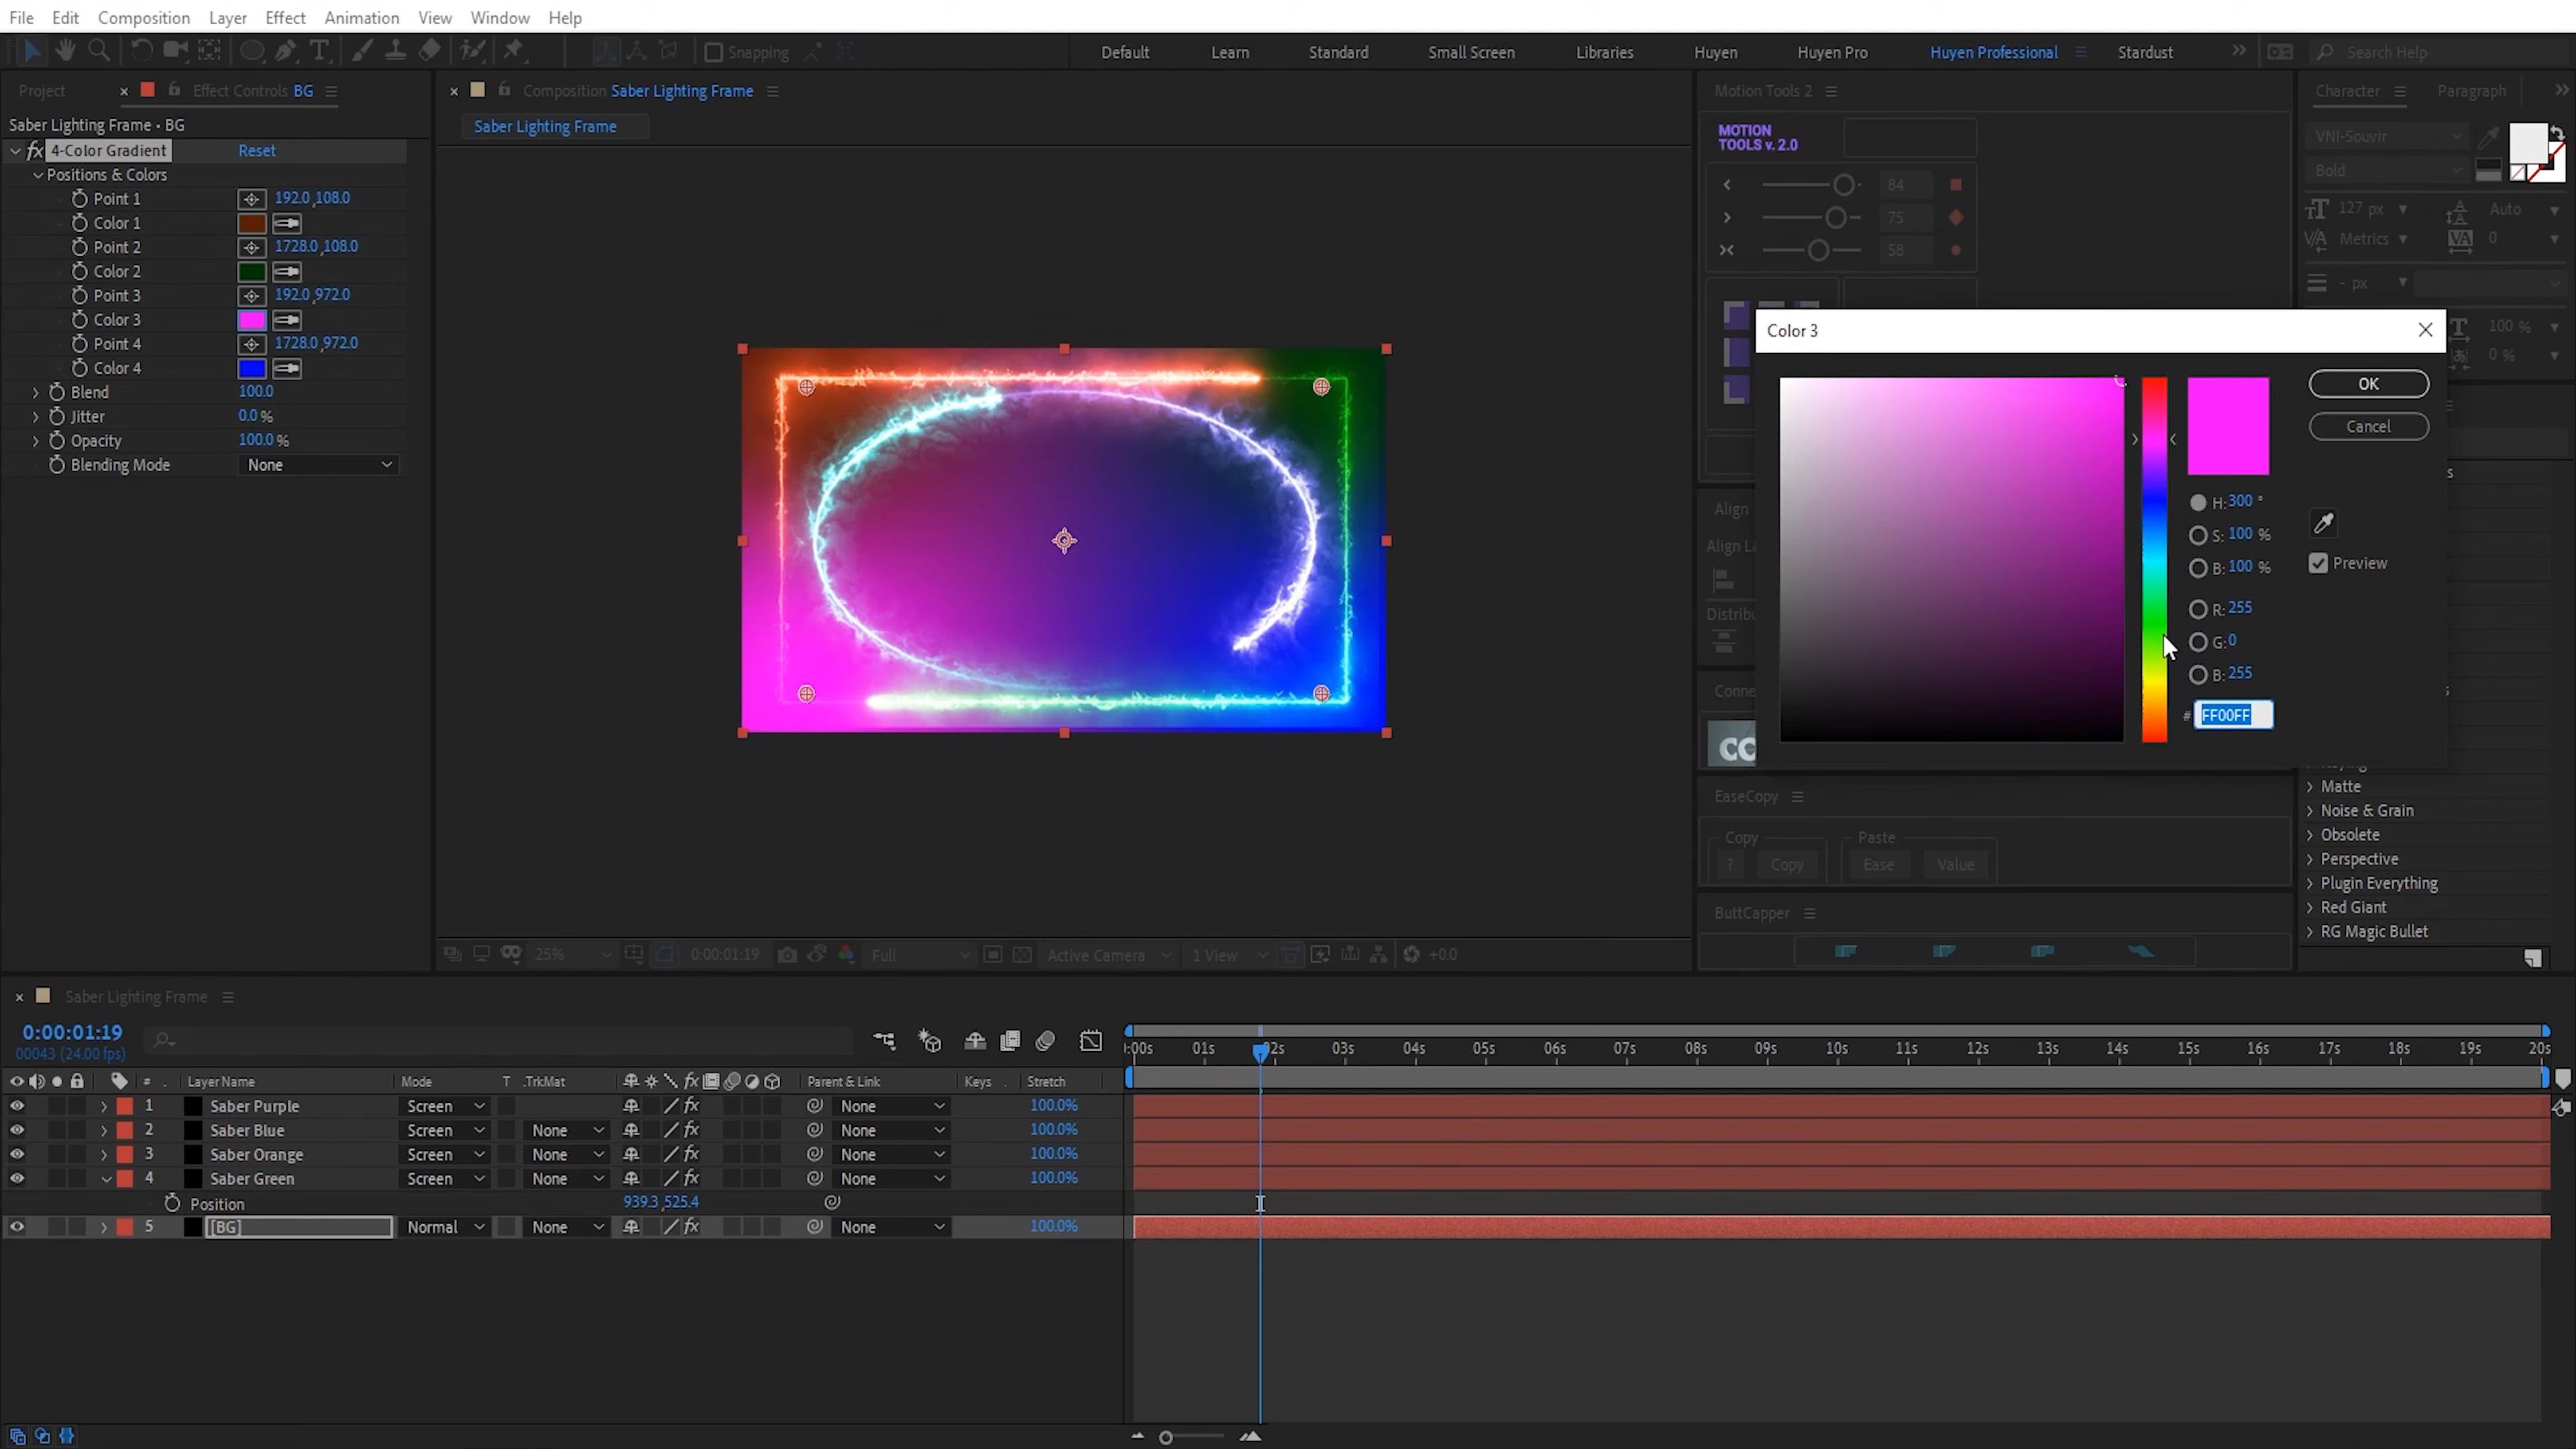 File Edit Composition Layer Effect Animation View Window Help
Snapping Default Learn Standard Small Screen Libraries Huyen Huyen Pro Huyen Professional Stardust Search Help
Project Effect Controls BG
Saber Lighting Frame • BG
fx 4-Color Gradient Reset
Positions & Colors
Point 1 192.0 ,108.0
Color 1
Point 2 1728.0 ,108.0
Color 2
Point 3 192.0 ,972.0
Color 3
Point 4 1728.0 ,972.0
Color 4
Blend 100.0
Jitter 0.0 %
Opacity 100.0 %
Blending Mode None
Composition Saber Lighting Frame
Saber Lighting Frame
25% 0:00:01:19 Full Active Camera 1 View +0.0
Motion Tools 2
MOTION
TOOLS v. 2.0
84
75
58
Align
Align La
Distribu
Conne
CC
EaseCopy
Copy Paste
? Copy Ease Value
ButtCapper
Character Paragraph
VNI-Souvir
Bold
127 px Auto
Metrics 0
- px
100 %
0 %
Color 3
OK
Cancel
H: 300 °
S: 100 %
B: 100 %
Preview
R: 255
G: 0
B: 255
# FF00FF
Matte
Noise & Grain
Obsolete
Perspective
Plugin Everything
Red Giant
RG Magic Bullet
Saber Lighting Frame
0:00:01:19
00043 (24.00 fps)
:00s 01s 02s 03s 04s 05s 06s 07s 08s 09s 10s 11s 12s 13s 14s 15s 16s 17s 18s 19s 20s
# Layer Name Mode T .TrkMat fx Parent & Link Keys Stretch
1 Saber Purple Screen fx None 100.0%
2 Saber Blue Screen None fx None 100.0%
3 Saber Orange Screen None fx None 100.0%
4 Saber Green Screen None fx None 100.0%
Position 939.3 ,525.4
5 [BG] Normal None fx None 100.0%